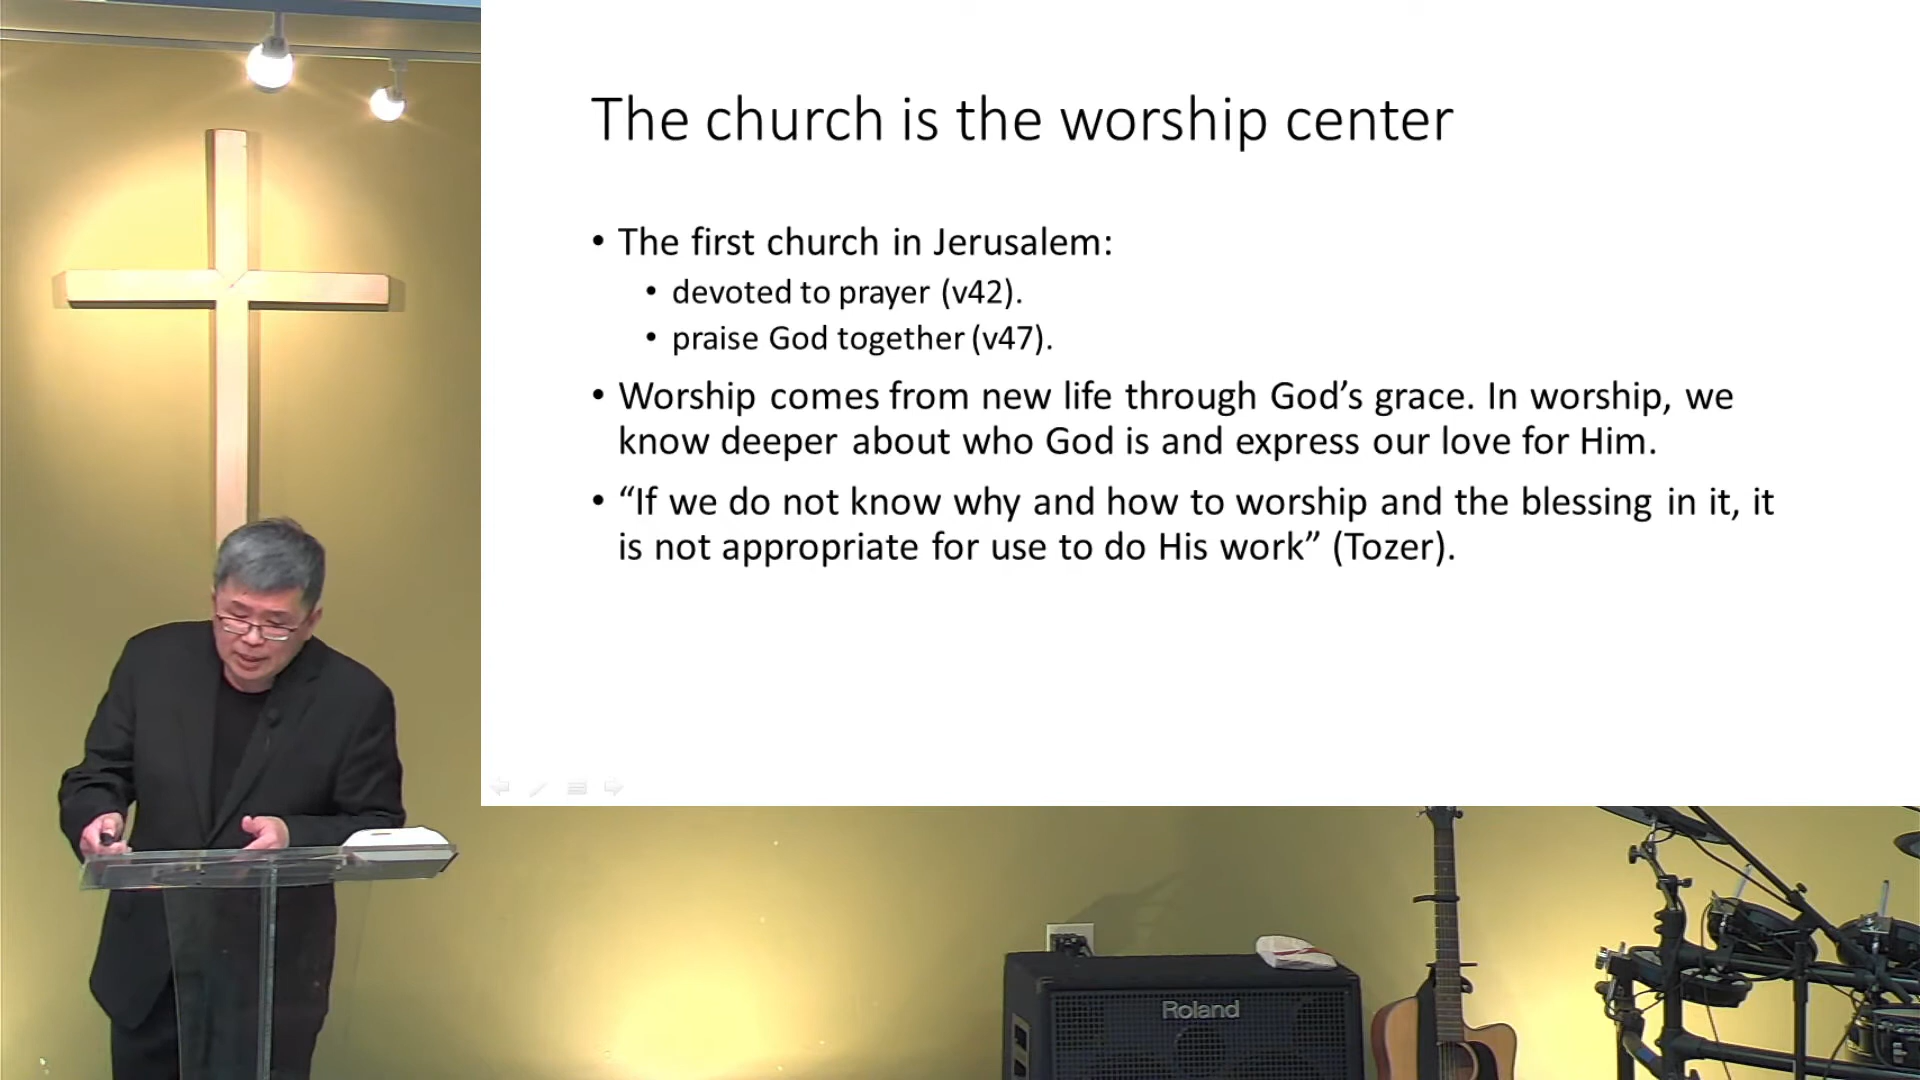 The church is the worship center
• The first church in Jerusalem:
• devoted to prayer (v42).
• praise God together (v47).
• Worship comes from new life through God’s grace. In worship, we
know deeper about who God is and express our love for Him.
• “If we do not know why and how to worship and the blessing in it, it
is not appropriate for use to do His work” (Tozer).
Roland